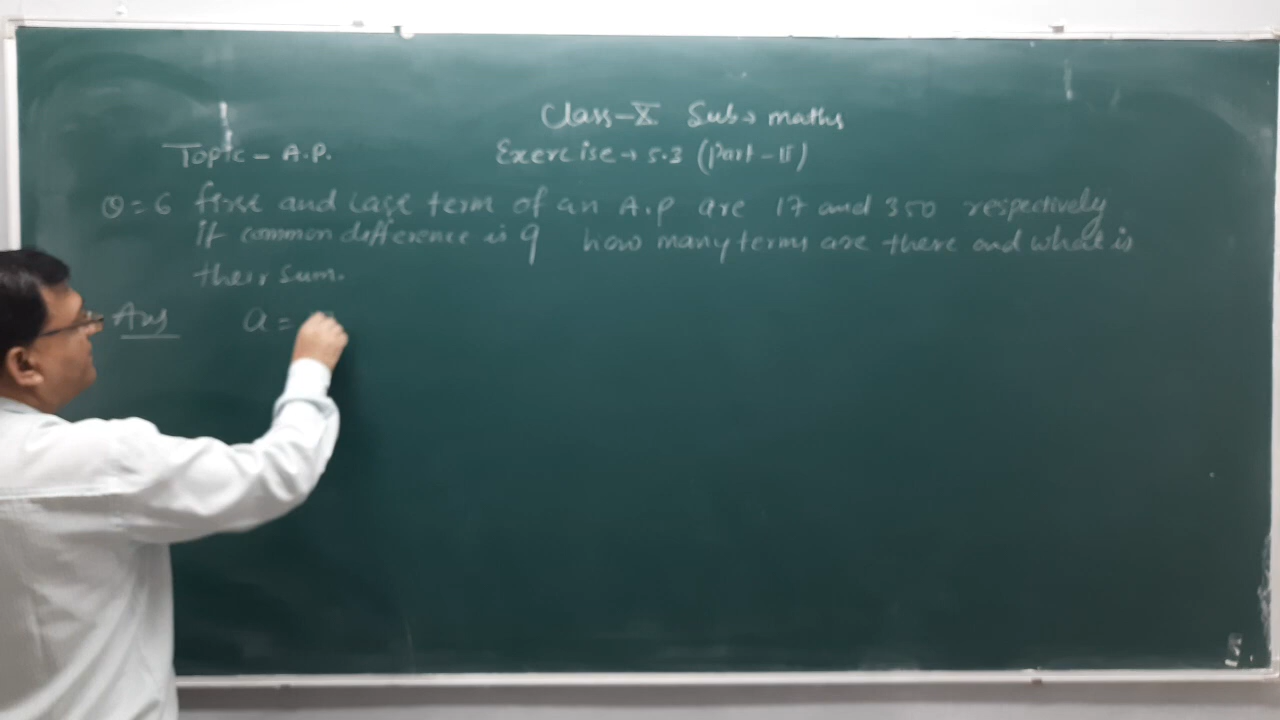 Class-X Sub→ maths
Topic - A.P.
Exercise → 5.3 (Part-II)
Q=6 first and last term of an A.P are 17 and 350 respectively
If common difference is 9 how many terms are there and what is
their sum.
Ans a =